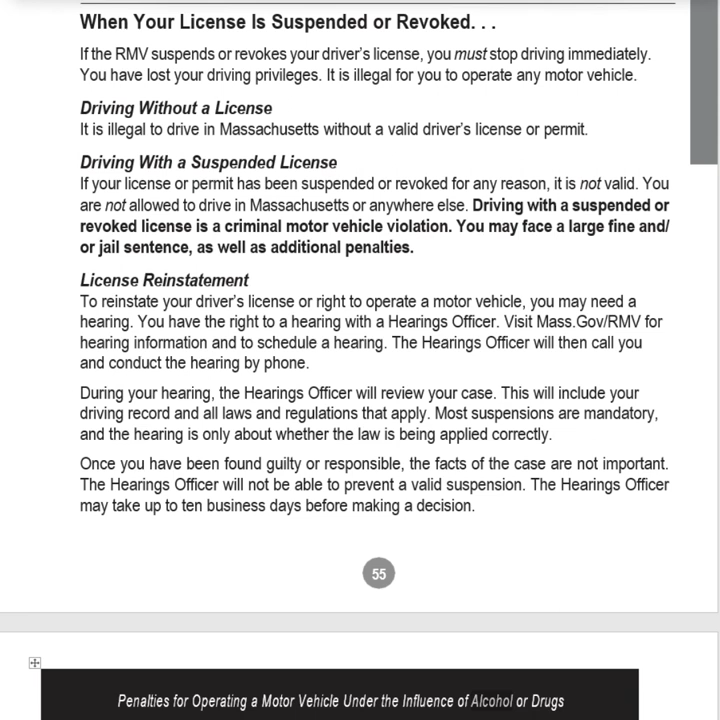 When Your License Is Suspended or Revoked. . .
If the RMV suspends or revokes your driver's license, you must stop driving immediately.
You have lost your driving privileges. It is illegal for you to operate any motor vehicle.
Driving Without a License
It is illegal to drive in Massachusetts without a valid driver's license or permit.
Driving With a Suspended License
If your license or permit has been suspended or revoked for any reason, it is not valid. You
are not allowed to drive in Massachusetts or anywhere else. Driving with a suspended or
revoked license is a criminal motor vehicle violation. You may face a large fine and/
or jail sentence, as well as additional penalties.
License Reinstatement
To reinstate your driver's license or right to operate a motor vehicle, you may need a
hearing. You have the right to a hearing with a Hearings Officer. Visit Mass.Gov/RMV for
hearing information and to schedule a hearing. The Hearings Officer will then call you
and conduct the hearing by phone.
During your hearing, the Hearings Officer will review your case. This will include your
driving record and all laws and regulations that apply. Most suspensions are mandatory,
and the hearing is only about whether the law is being applied correctly.
Once you have been found guilty or responsible, the facts of the case are not important.
The Hearings Officer will not be able to prevent a valid suspension. The Hearings Officer
may take up to ten business days before making a decision.
55
Penalties for Operating a Motor Vehicle Under the Influence of Alcohol or Drugs